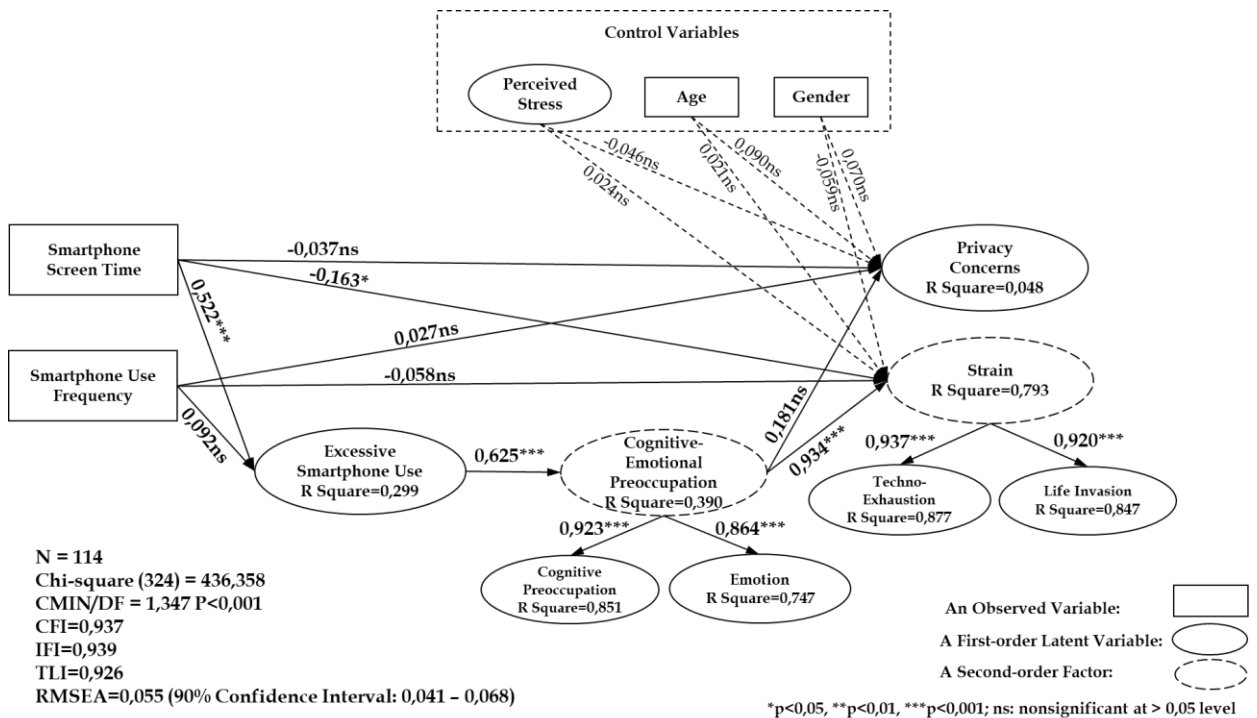 Control Variables
Perceived
Stress
Age
Gender
-0,046ns
0,024ns
0,021ns
0,090ns
-0,059ns
0,070ns
Smartphone
Screen Time
-0,037ns
-0,163*
0,522***
Privacy
Concerns
R Square=0,048
Smartphone Use
Frequency
0,027ns
-0,058ns
0,092ns
Strain
R Square=0,793
0,181ns
0,934***
Excessive
Smartphone Use
R Square=0,299
0,625***
Cognitive-
Emotional
Preoccupation
R Square=0,390
0,937***
0,920***
Techno-
Exhaustion
R Square=0,877
Life Invasion
R Square=0,847
0,923***
0,864***
Cognitive
Preoccupation
R Square=0,851
Emotion
R Square=0,747
N = 114
Chi-square (324) = 436,358
CMIN/DF = 1,347 P<0,001
CFI=0,937
IFI=0,939
TLI=0,926
RMSEA=0,055 (90% Confidence Interval: 0,041 – 0,068)
An Observed Variable:
A First-order Latent Variable:
A Second-order Factor:
*p<0,05, **p<0,01, ***p<0,001; ns: nonsignificant at > 0,05 level